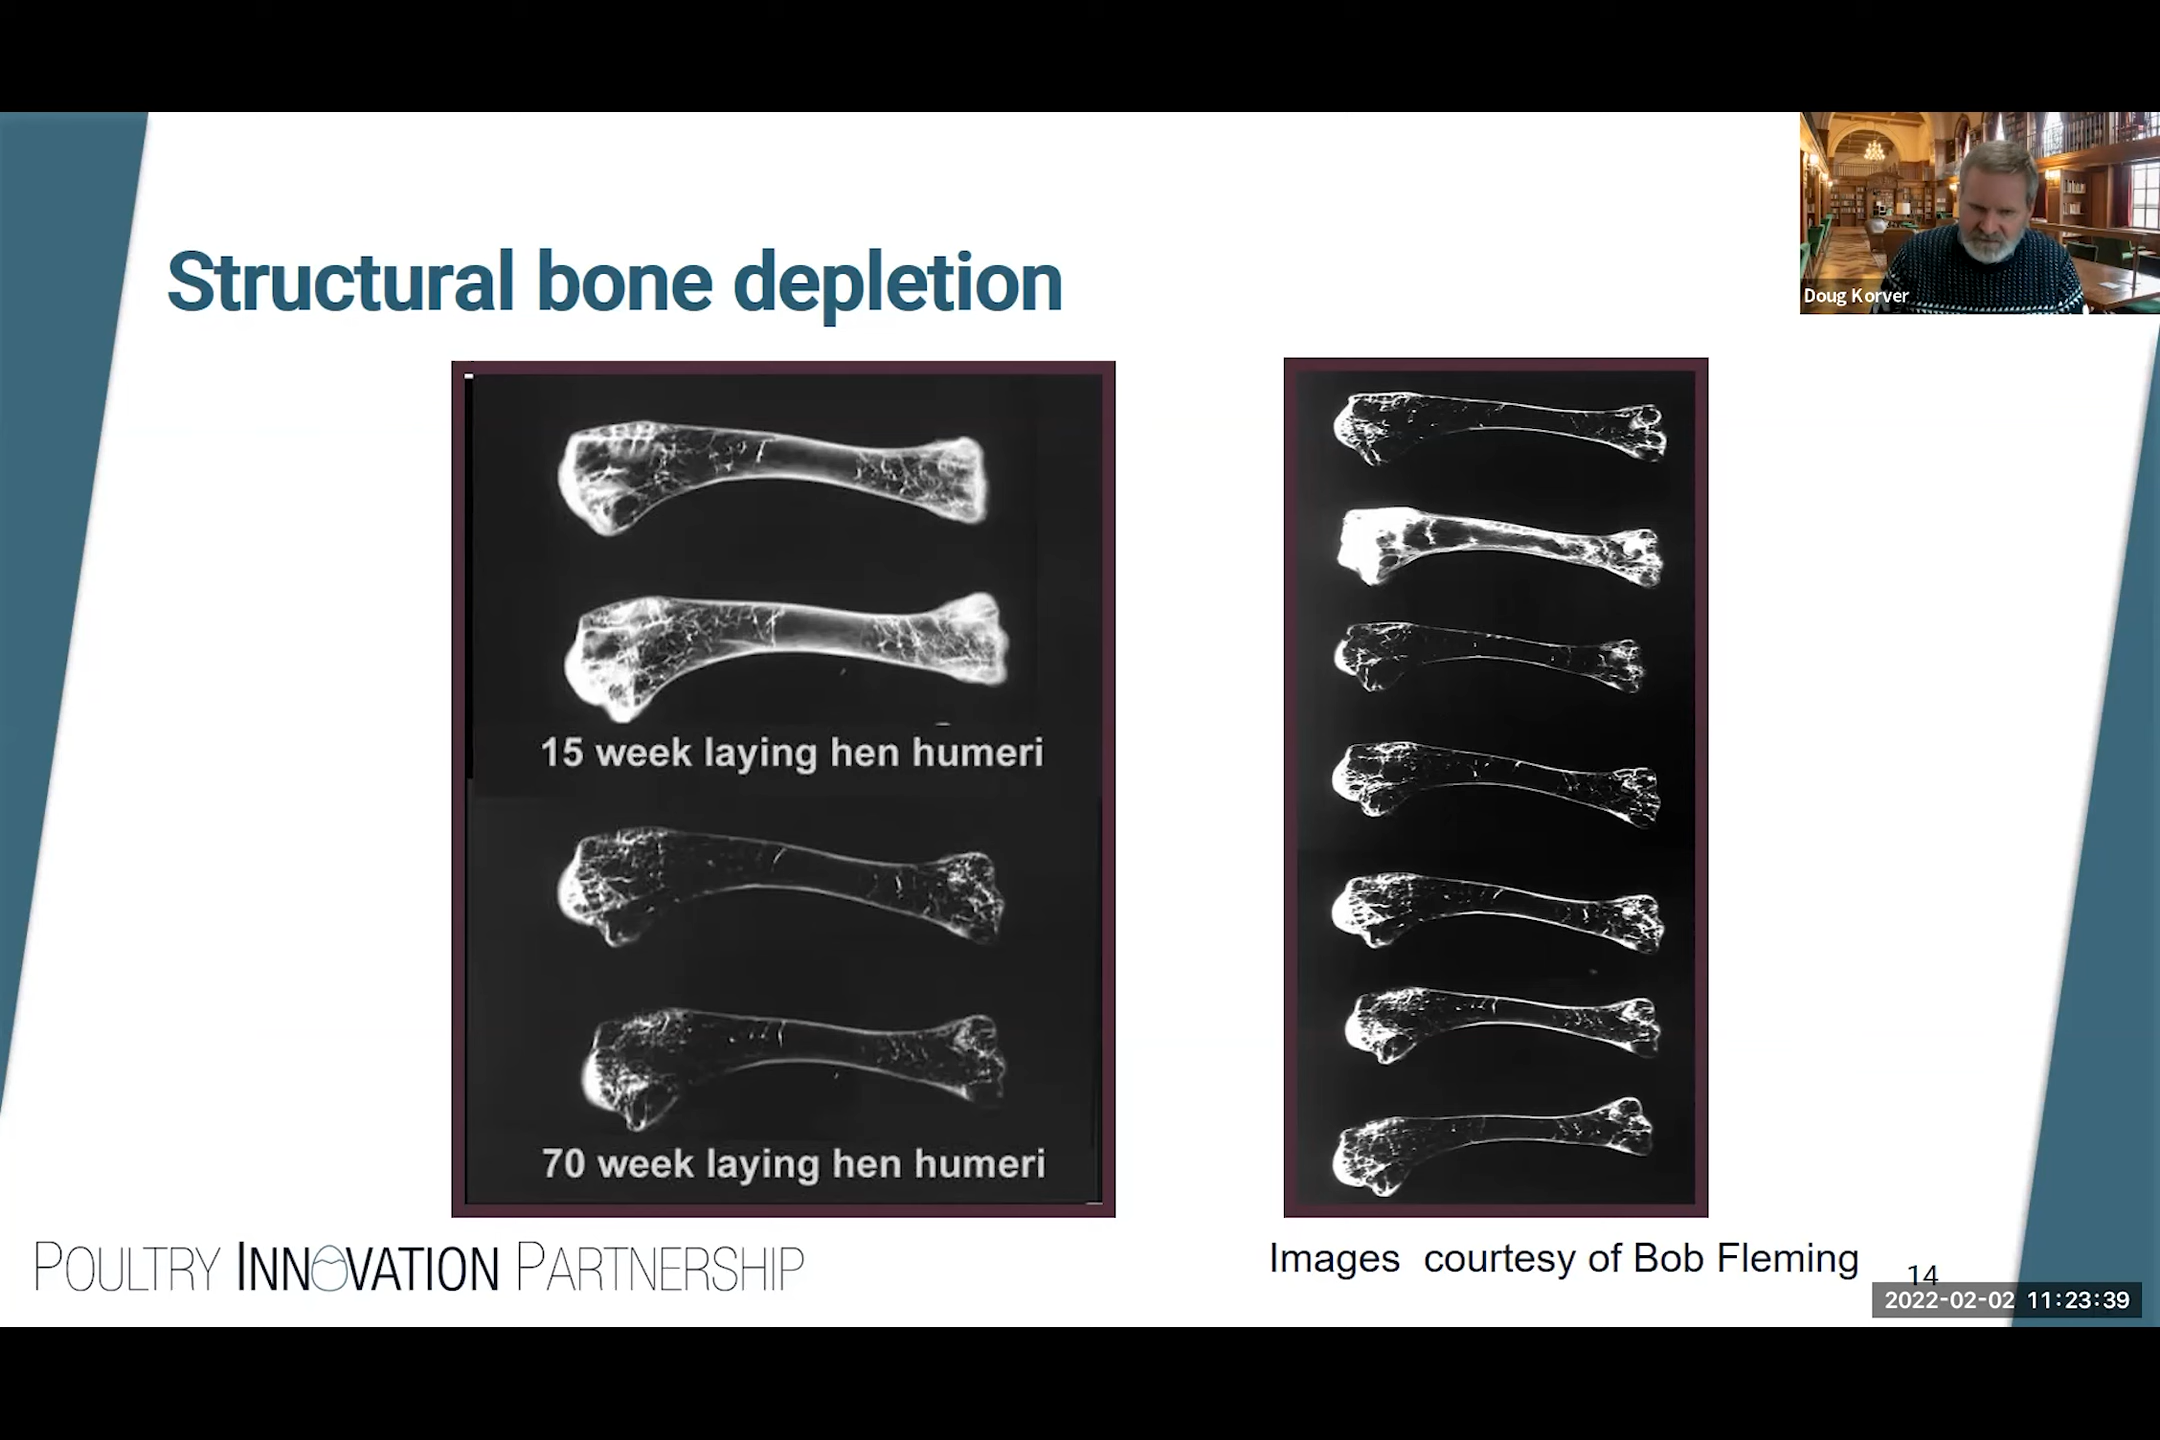 Structural bone depletion
Doug Korver
15 week laying hen humeri
70 week laying hen humeri
POULTRY INNOVATION PARTNERSHIP
Images courtesy of Bob Fleming
14
2022-02-02 11:23:39